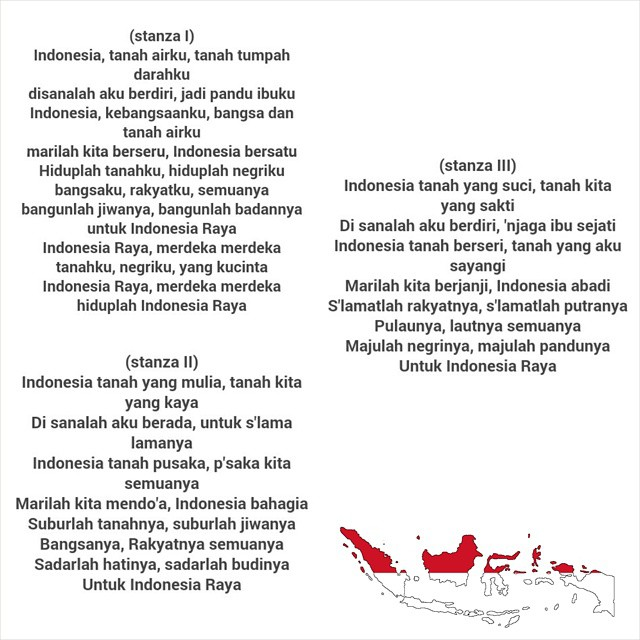 (stanza I)
Indonesia, tanah airku, tanah tumpah
darahku
disanalah aku berdiri, jadi pandu ibuku
Indonesia, kebangsaanku, bangsa dan
tanah airku
marilah kita berseru, Indonesia bersatu
Hiduplah tanahku, hiduplah negriku
bangsaku, rakyatku, semuanya
bangunlah jiwanya, bangunlah badannya
untuk Indonesia Raya
Indonesia Raya, merdeka merdeka
tanahku, negriku, yang kucinta
Indonesia Raya, merdeka merdeka
hiduplah Indonesia Raya
(stanza II)
Indonesia tanah yang mulia, tanah kita
yang kaya
Di sanalah aku berada, untuk s'lama
lamanya
Indonesia tanah pusaka, p'saka kita
semuanya
Marilah kita mendo'a, Indonesia bahagia
Suburlah tanahnya, suburlah jiwanya
Bangsanya, Rakyatnya semuanya
Sadarlah hatinya, sadarlah budinya
Untuk Indonesia Raya
(stanza III)
Indonesia tanah yang suci, tanah kita
yang sakti
Di sanalah aku berdiri, 'njaga ibu sejati
Indonesia tanah berseri, tanah yang aku
sayangi
Marilah kita berjanji, Indonesia abadi
S'lamatlah rakyatnya, s'lamatlah putranya
Pulaunya, lautnya semuanya
Majulah negrinya, majulah pandunya
Untuk Indonesia Raya